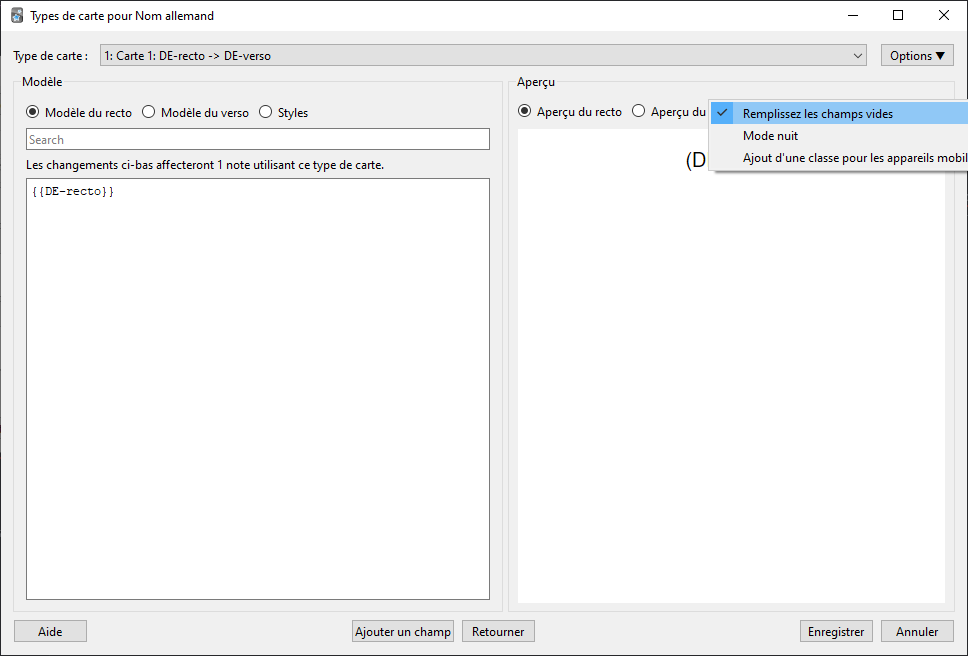 Types de carte pour Nom allemand
Type de carte : 1: Carte 1: DE-recto -> DE-verso Options ▼
Modèle
Modèle du recto Modèle du verso Styles
Search
Les changements ci-bas affecteront 1 note utilisant ce type de carte.
{{DE-recto}}
Aperçu
Aperçu du recto Aperçu du
(D
Remplissez les champs vides
Mode nuit
Ajout d'une classe pour les appareils mobil
Aide Ajouter un champ Retourner Enregistrer Annuler